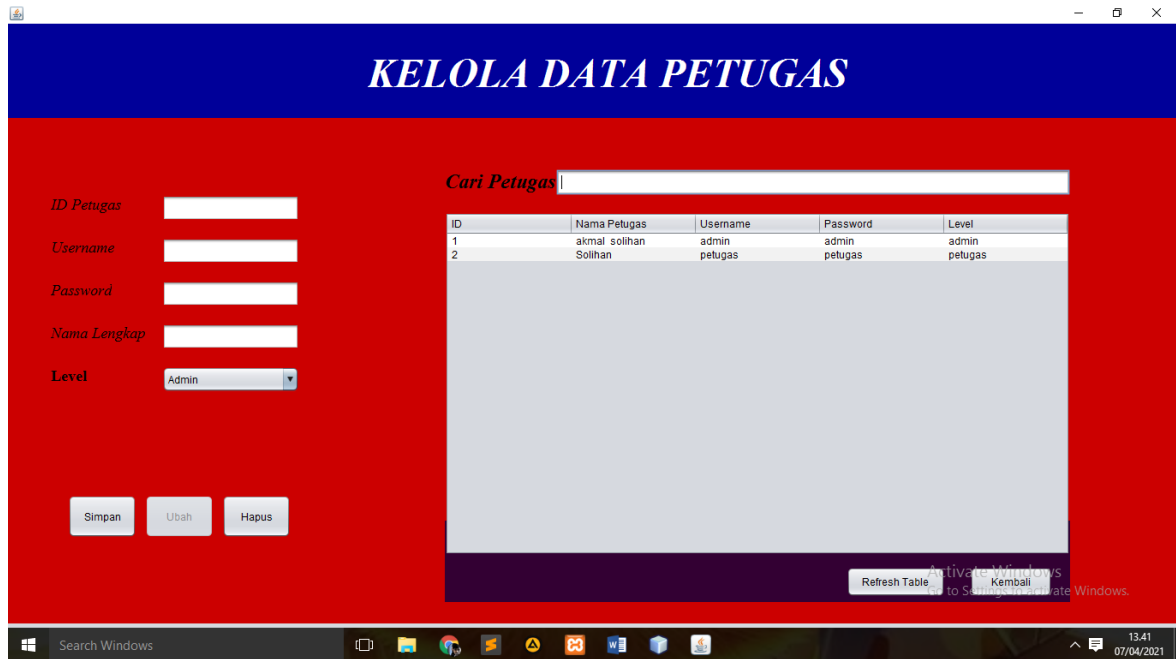 KELOLA DATA PETUGAS
Cari Petugas
ID Petugas
Username
Password
Nama Lengkap
Level Admin
Simpan Ubah Hapus
ID Nama Petugas Username Password Level
1 akmal solihan admin admin admin
2 Solihan petugas petugas petugas
Refresh Table Kembali
Activate Windows
Go to Settings to activate Windows.
Search Windows
13.41
07/04/2021